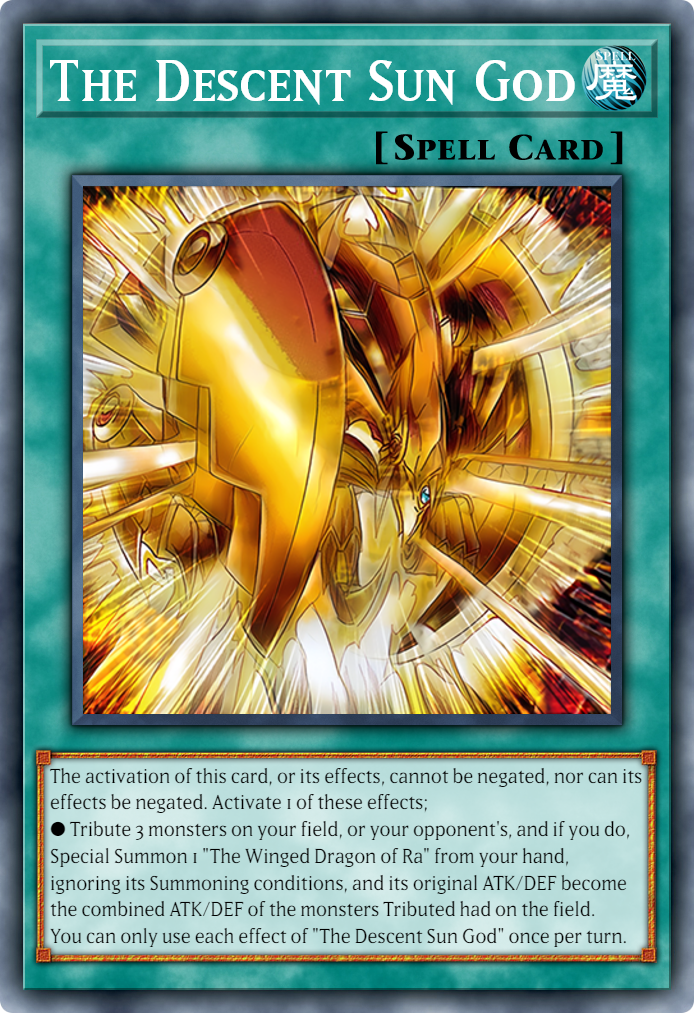 The Descent Sun God
SPELL
魔
[Spell Card]
The activation of this card, or its effects, cannot be negated, nor can its
effects be negated. Activate 1 of these effects;
● Tribute 3 monsters on your field, or your opponent's, and if you do,
Special Summon 1 "The Winged Dragon of Ra" from your hand,
ignoring its Summoning conditions, and its original ATK/DEF become
the combined ATK/DEF of the monsters Tributed had on the field.
You can only use each effect of "The Descent Sun God" once per turn.